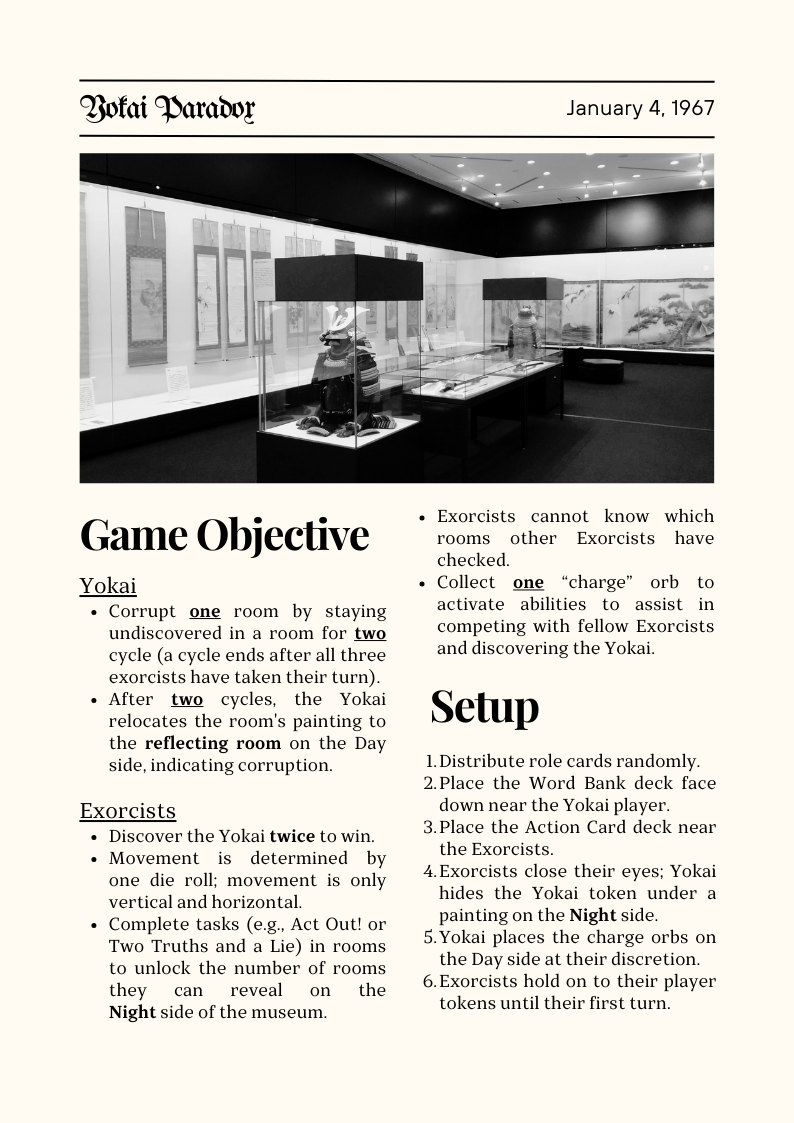 Yokai Paradox
January 4, 1967
Game Objective
Yokai
• Corrupt one room by staying
undiscovered in a room for two
cycle (a cycle ends after all three
exorcists have taken their turn).
• After two cycles, the Yokai
relocates the room's painting to
the reflecting room on the Day
side, indicating corruption.
Exorcists
• Discover the Yokai twice to win.
• Movement is determined by
one die roll; movement is only
vertical and horizontal.
• Complete tasks (e.g., Act Out! or
Two Truths and a Lie) in rooms
to unlock the number of rooms
they can reveal on the
Night side of the museum.
• Exorcists cannot know which
rooms other Exorcists have
checked.
• Collect one “charge” orb to
activate abilities to assist in
competing with fellow Exorcists
and discovering the Yokai.
Setup
1. Distribute role cards randomly.
2. Place the Word Bank deck face
down near the Yokai player.
3. Place the Action Card deck near
the Exorcists.
4. Exorcists close their eyes; Yokai
hides the Yokai token under a
painting on the Night side.
5. Yokai places the charge orbs on
the Day side at their discretion.
6. Exorcists hold on to their player
tokens until their first turn.